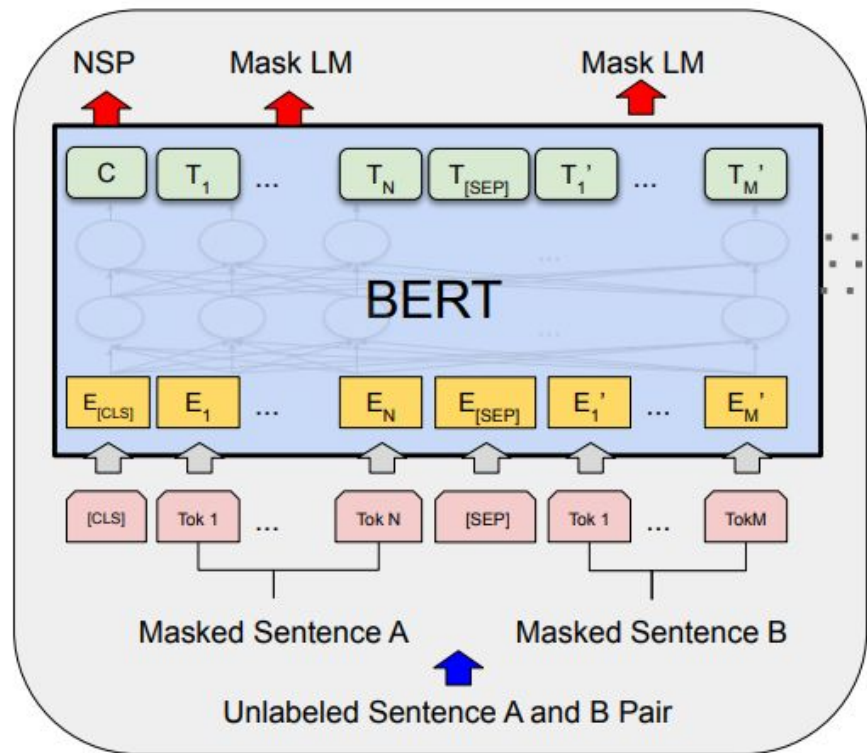 NSP Mask LM Mask LM
C T1 ... TN T[SEP] T1' ... TM'
...
BERT
...
E[CLS] E1 ... EN E[SEP] E1' ... EM'
[CLS] Tok 1 ... Tok N [SEP] Tok 1 ... TokM
Masked Sentence A Masked Sentence B
Unlabeled Sentence A and B Pair